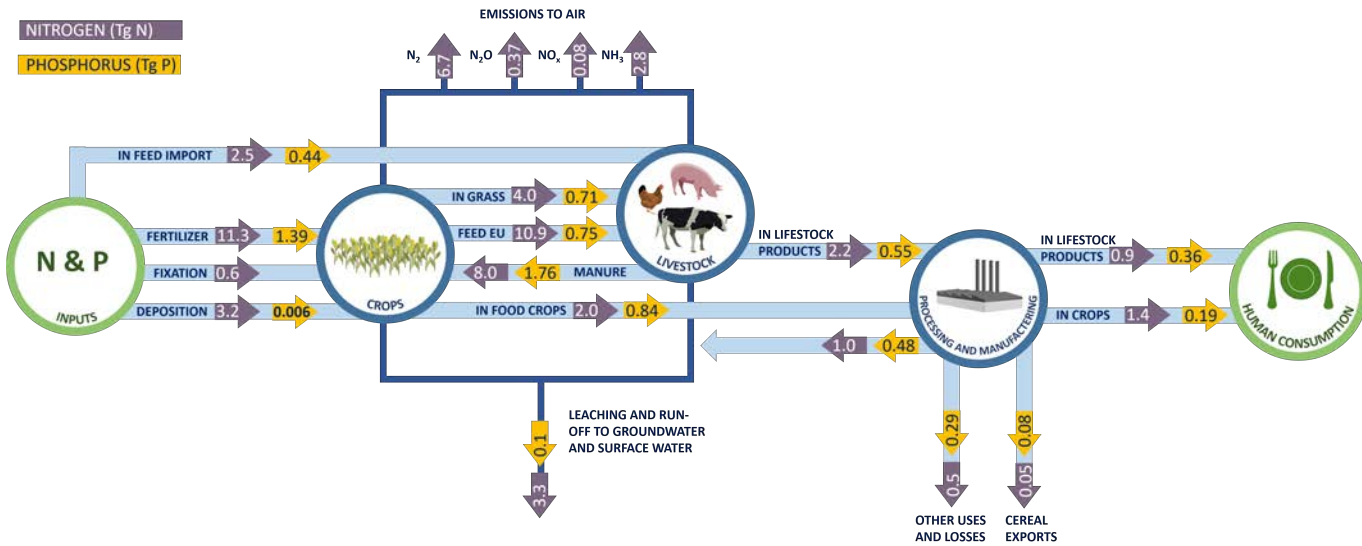 EMISSIONS TO AIR
NITROGEN (Tg N)
PHOSPHORUS (Tg P)
N₂ 6.7
N₂O 0.37
NOₓ 0.08
NH₃ 2.8
IN FEED IMPORT 2.5 0.44
IN GRASS 4.0 0.71
FERTILIZER 11.3 1.39
FEED EU 10.9 0.75
N & P
INPUTS
FIXATION 0.6
8.0 1.76 MANURE
DEPOSITION 3.2 0.006
CROPS
LIVESTOCK
IN FOOD CROPS 2.0 0.84
IN LIFESTOCK
PRODUCTS 2.2 0.55
PROCESSING AND MANUFACTERING
IN LIFESTOCK
PRODUCTS 0.9 0.36
IN CROPS 1.4 0.19
HUMAN CONSUMPTION
1.0 0.48
LEACHING AND RUN-
OFF TO GROUNDWATER
AND SURFACE WATER
0.1
3.3
0.29
0.5
OTHER USES
AND LOSSES
0.08
0.05
CEREAL
EXPORTS